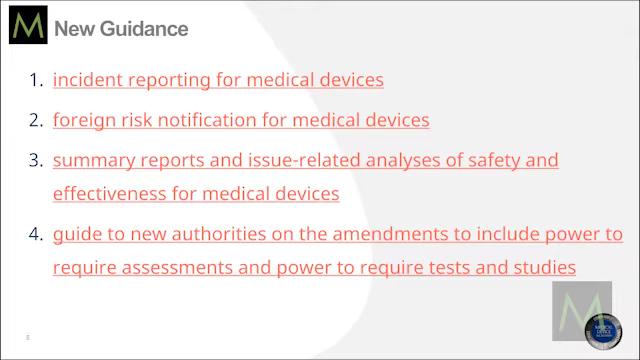 M New Guidance
1. incident reporting for medical devices
2. foreign risk notification for medical devices
3. summary reports and issue-related analyses of safety and
effectiveness for medical devices
4. guide to new authorities on the amendments to include power to
require assessments and power to require tests and studies
M
MEDICAL
DEVICE